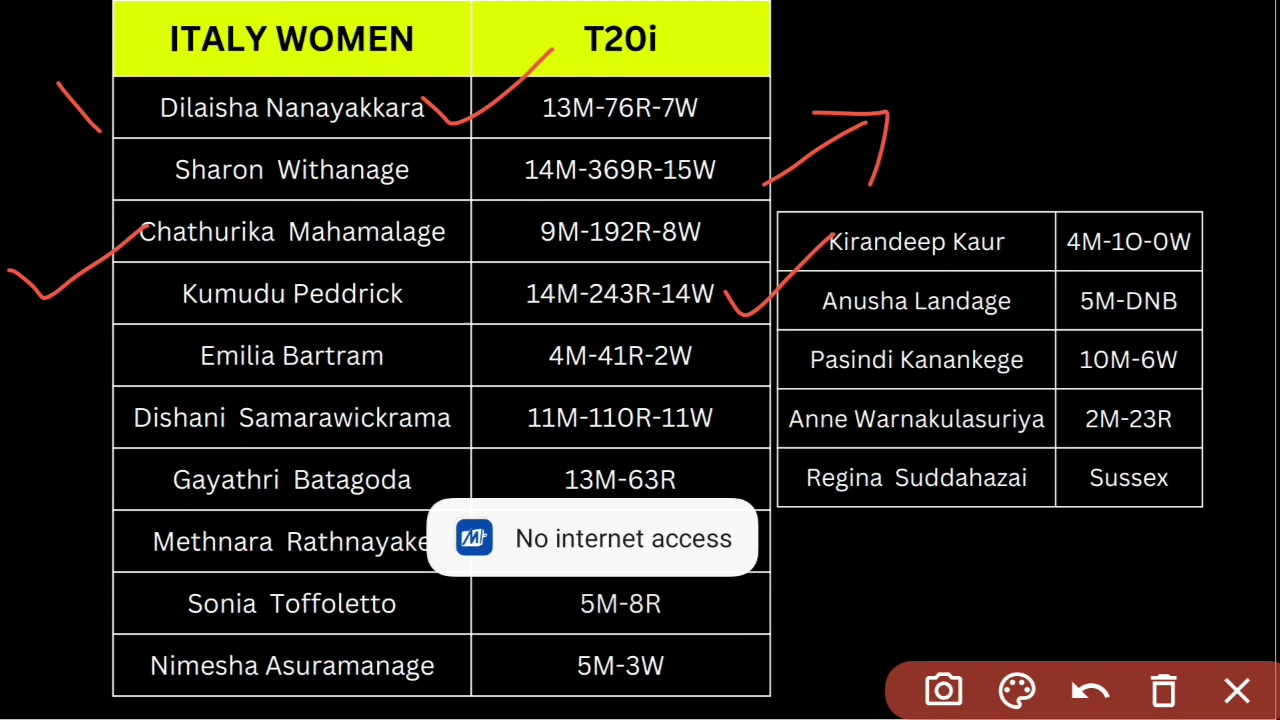 ITALY WOMEN T20i
Dilaisha Nanayakkara 13M-76R-7W
Sharon Withanage 14M-369R-15W
Chathurika Mahamalage 9M-192R-8W
Kumudu Peddrick 14M-243R-14W
Emilia Bartram 4M-41R-2W
Dishani Samarawickrama 11M-110R-11W
Gayathri Batagoda 13M-63R
Methnara Rathnayake
No internet access
Sonia Toffoletto 5M-8R
Nimesha Asuramanage 5M-3W
Kirandeep Kaur 4M-1O-0W
Anusha Landage 5M-DNB
Pasindi Kanankege 10M-6W
Anne Warnakulasuriya 2M-23R
Regina Suddahazai Sussex